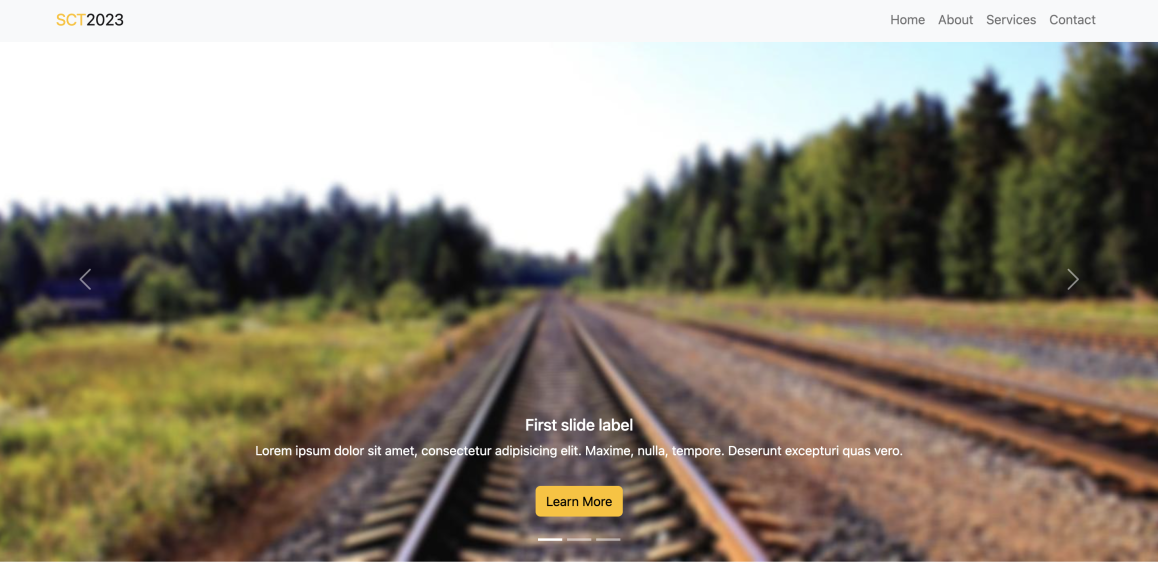 SCT2023
Home About Services Contact
First slide label
Lorem ipsum dolor sit amet, consectetur adipisicing elit. Maxime, nulla, tempore. Deserunt excepturi quas vero.
Learn More